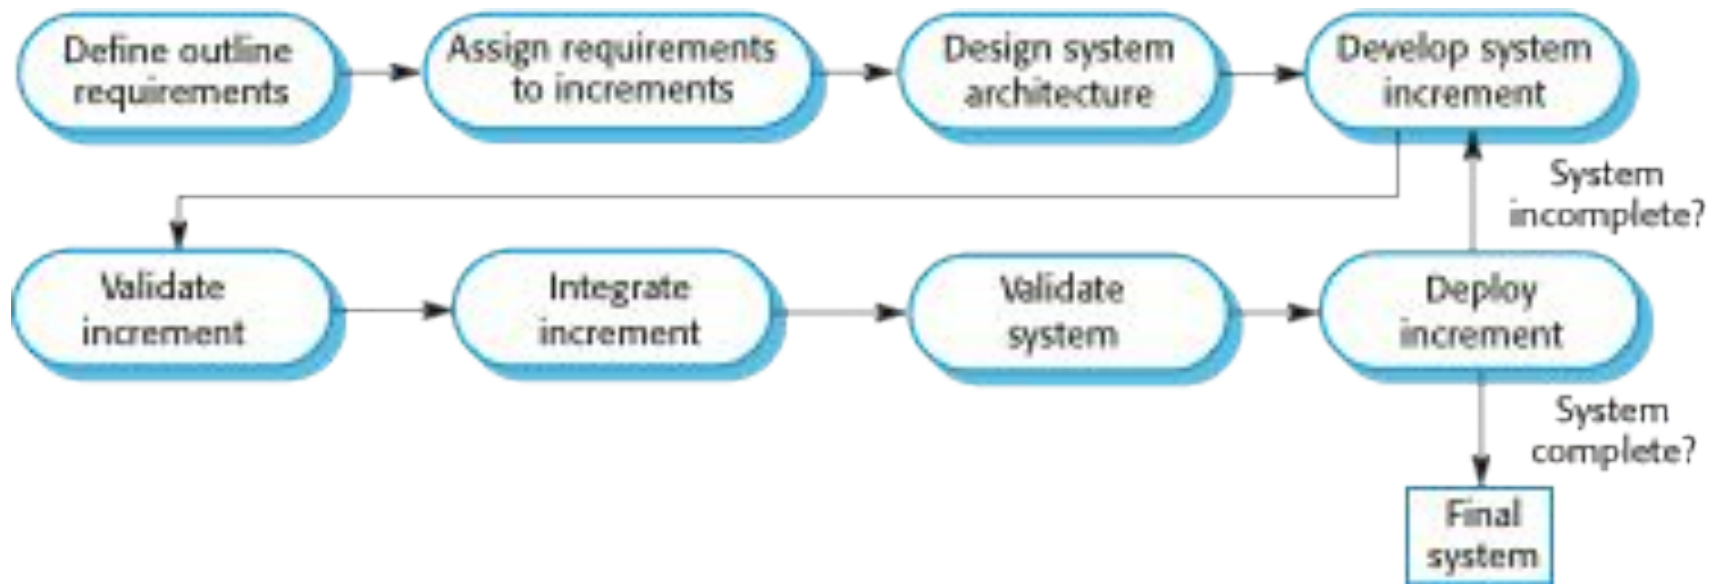 Define outline
requirements
Assign requirements
to increments
Design system
architecture
Develop system
increment
System
incomplete?
Validate
increment
Integrate
increment
Validate
system
Deploy
increment
System
complete?
Final
system